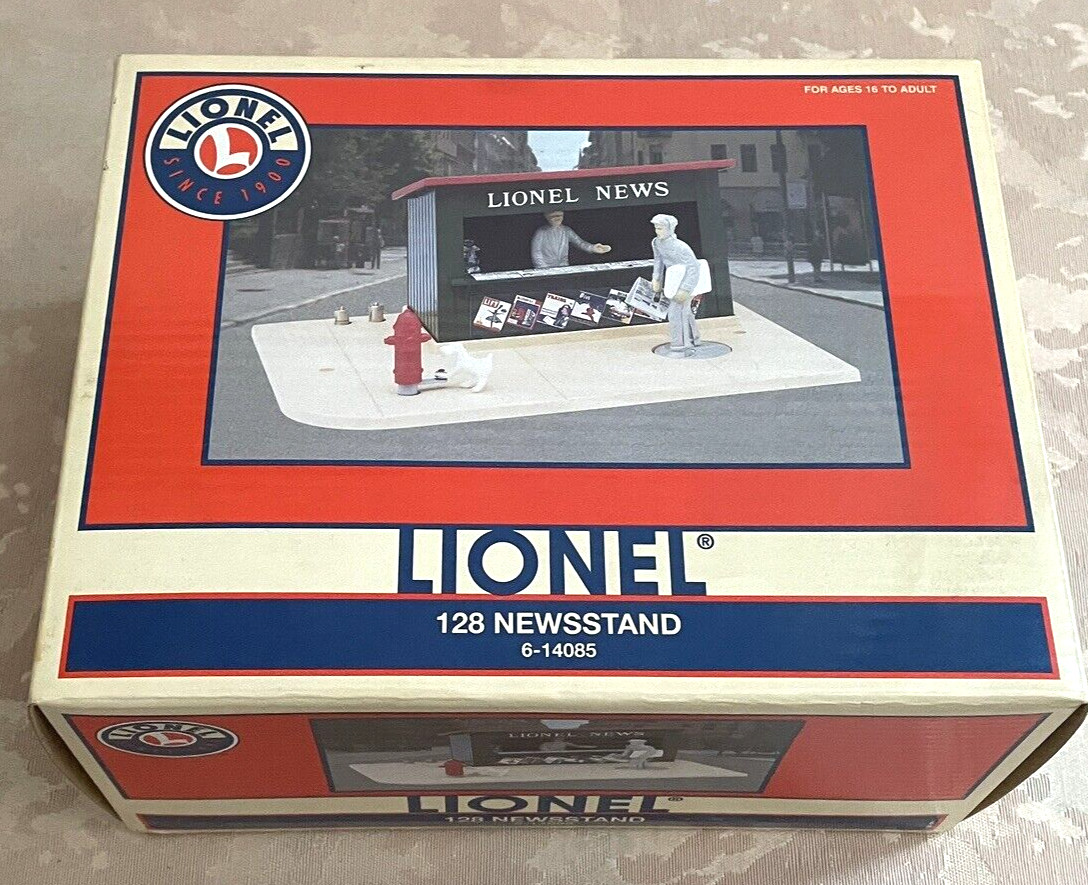 FOR AGES 16 TO ADULT
LIONEL
L
SINCE 1900
LIONEL NEWS
LIONEL®
128 NEWSSTAND
6-14085
LIONEL
L
LIONEL NEWS
LIONEL®
128 NEWSSTAND